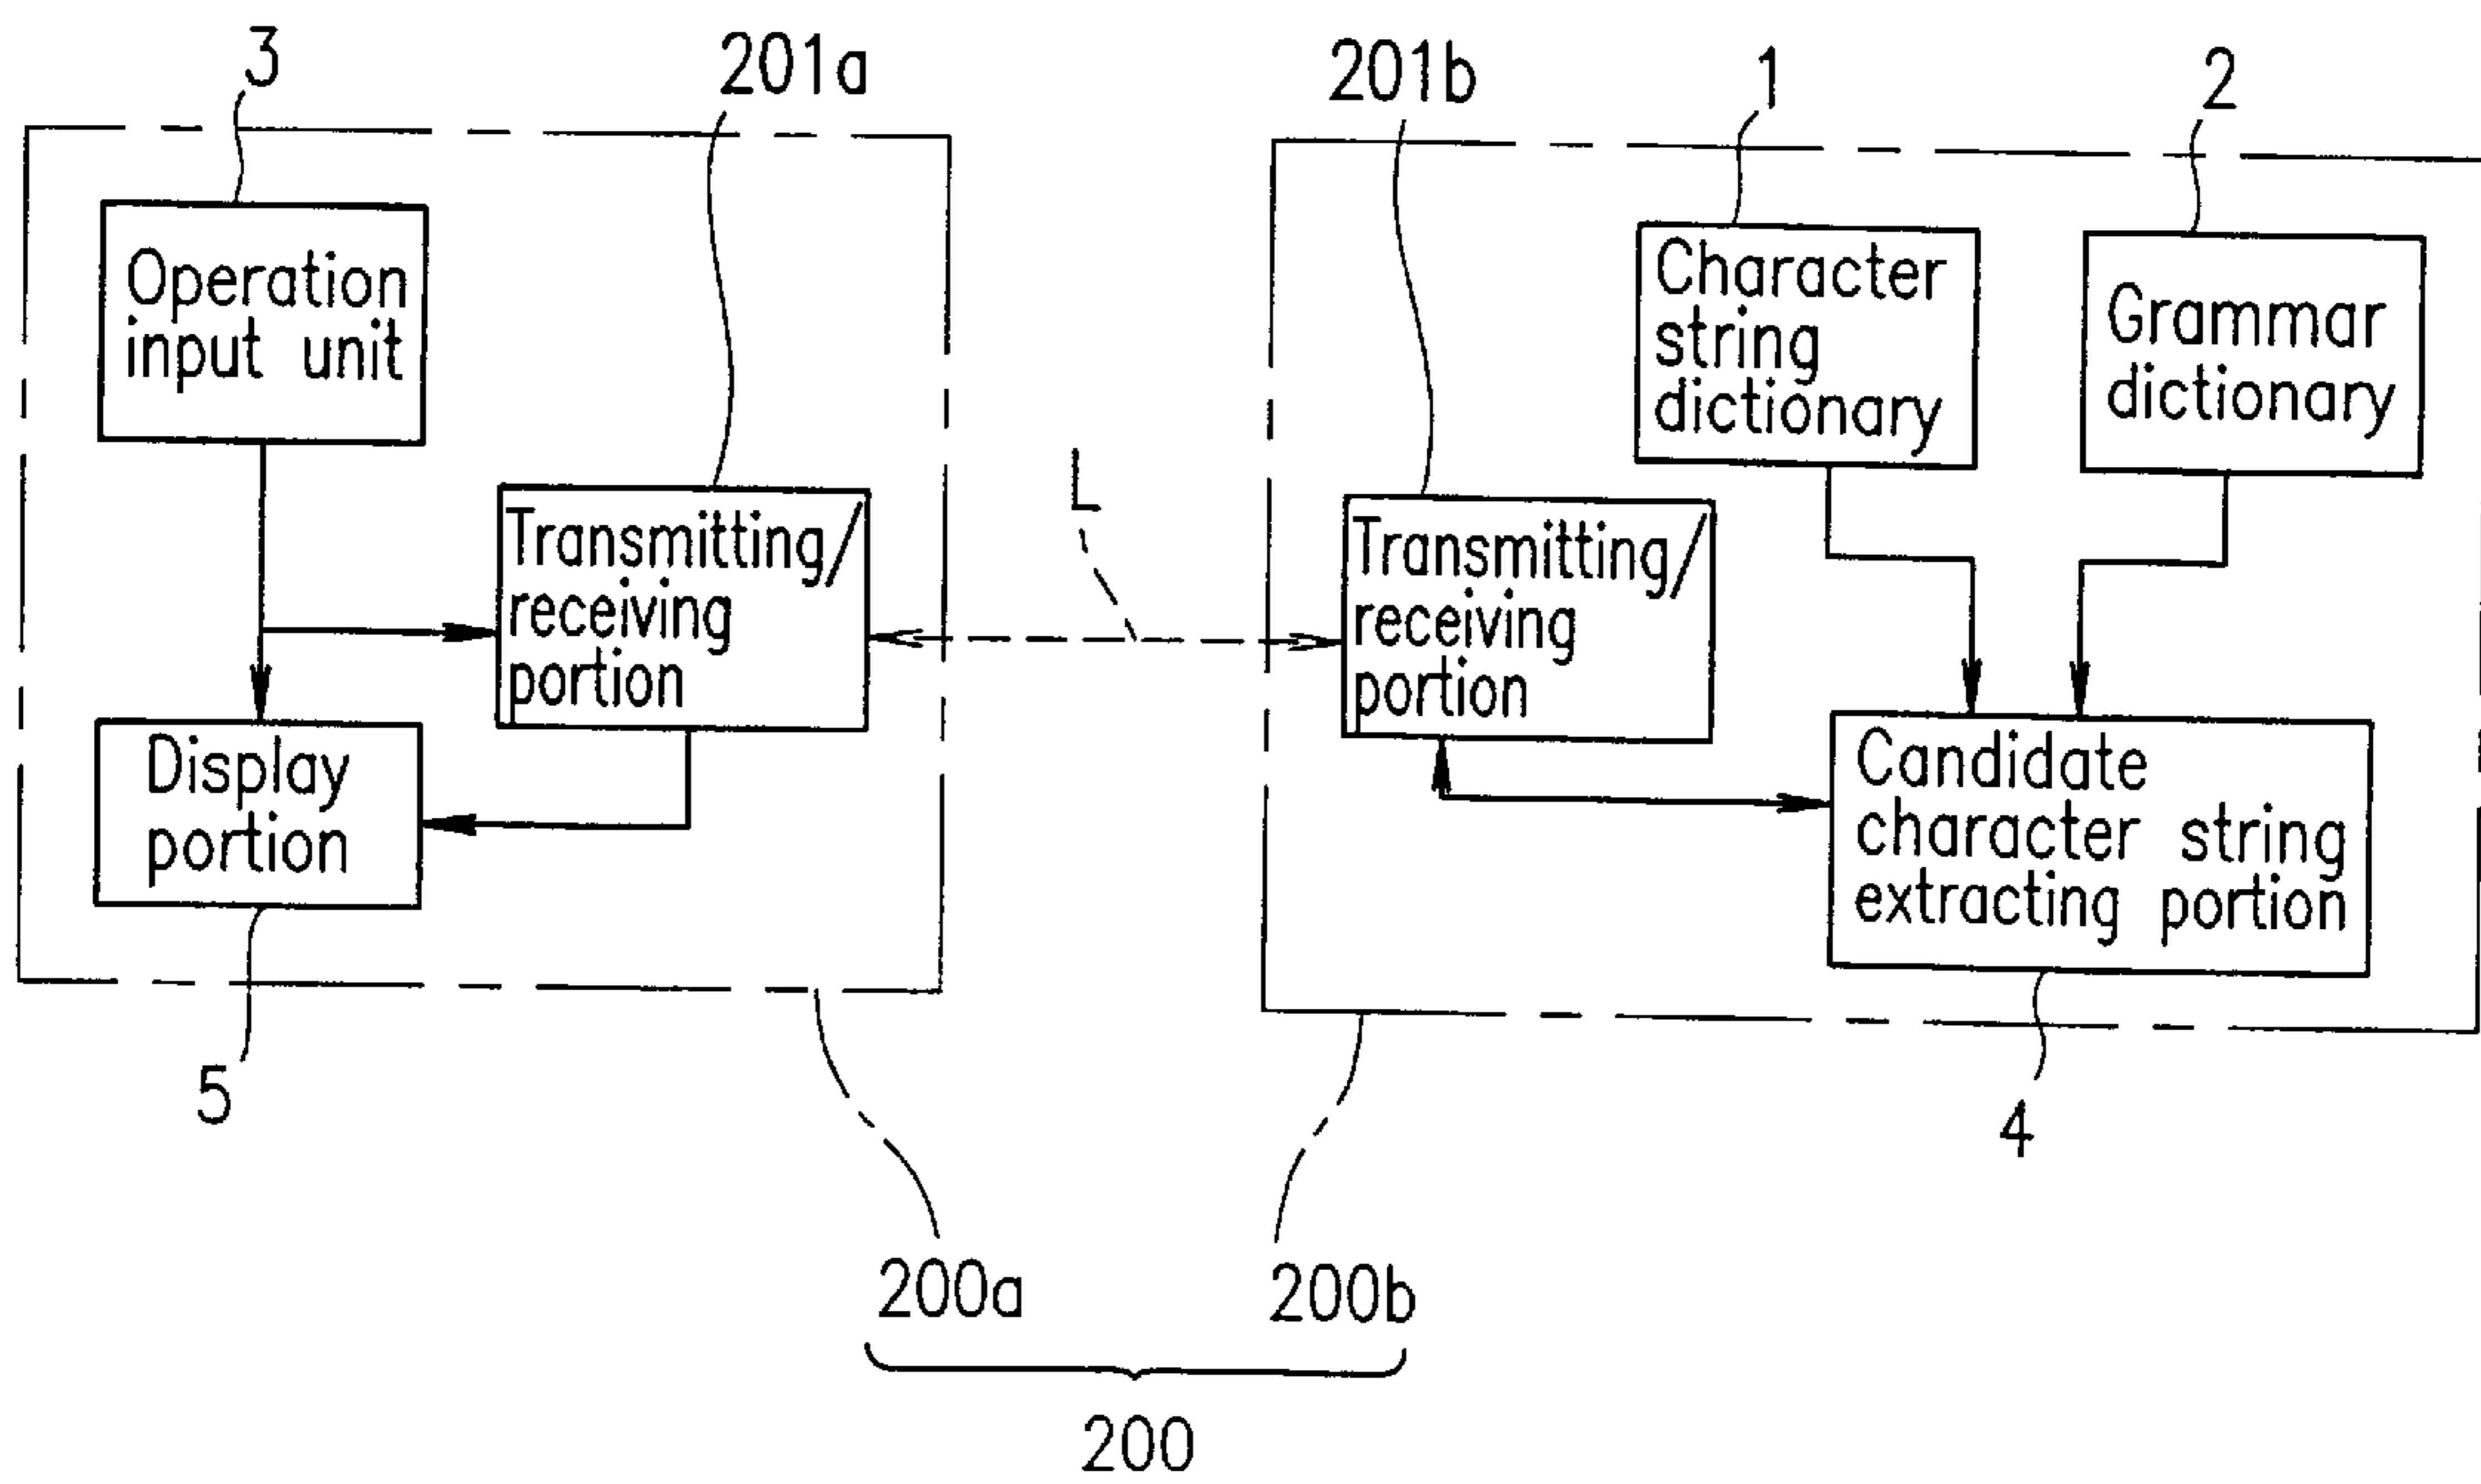 3
201a
201b
1
2
Operation
input unit
Character
string
dictionary
Grammar
dictionary
L
Transmitting/
receiving
portion
Transmitting/
receiving
portion
Display
portion
Candidate
character string
extracting portion
5
4
200a
200b
200